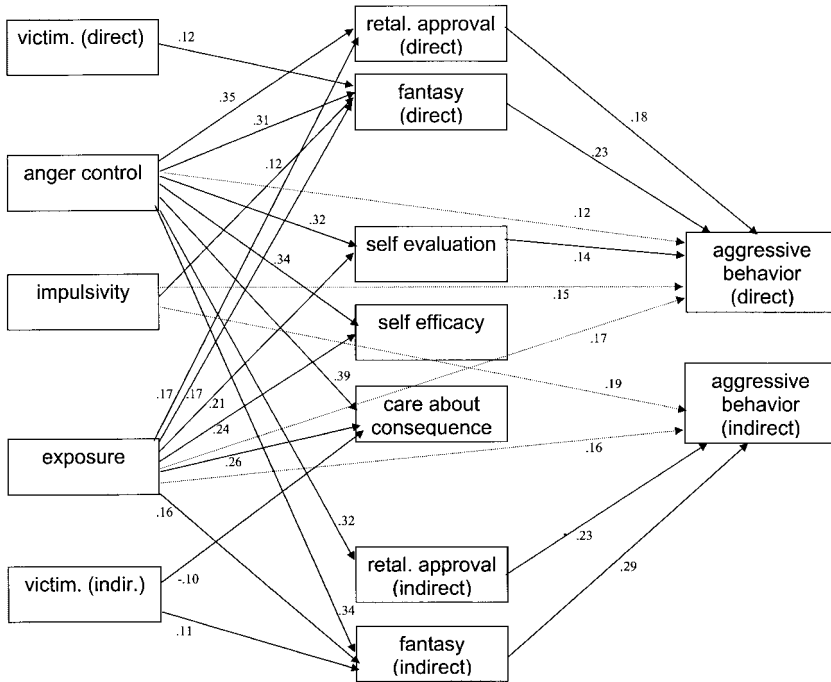 victim. (direct)
anger control
impulsivity
exposure
victim. (indir.)
retal. approval
(direct)
fantasy
(direct)
self evaluation
self efficacy
care about
consequence
retal. approval
(indirect)
fantasy
(indirect)
aggressive
behavior
(direct)
aggressive
behavior
(indirect)
.12
.35
.31
.12
.32
.34
.39
.17
.17
.21
.24
.26
.16
.32
-.10
.34
.11
.18
.23
.12
.14
.15
.17
.19
.16
.23
.29